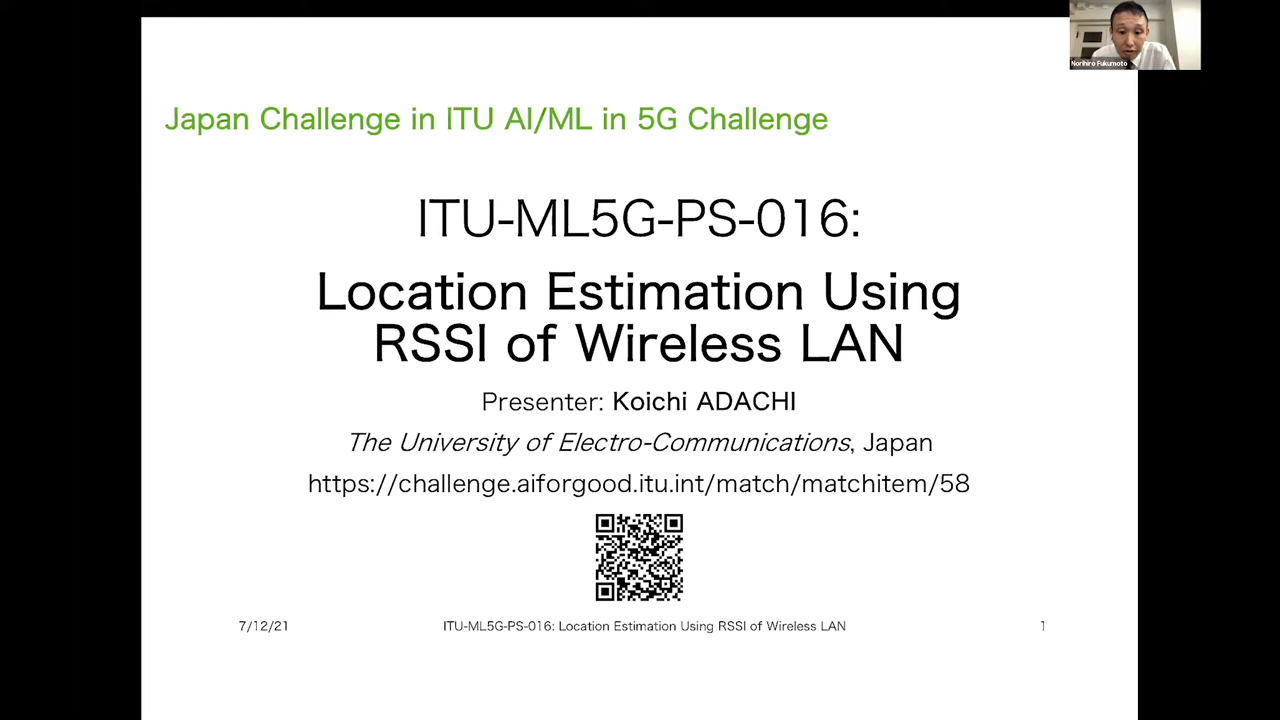 Norihiro Fukumoto
Japan Challenge in ITU AI/ML in 5G Challenge
ITU-ML5G-PS-016:
Location Estimation Using
RSSI of Wireless LAN
Presenter: Koichi ADACHI
The University of Electro-Communications, Japan
https://challenge.aiforgood.itu.int/match/matchitem/58
7/12/21
ITU-ML5G-PS-016: Location Estimation Using RSSI of Wireless LAN
1